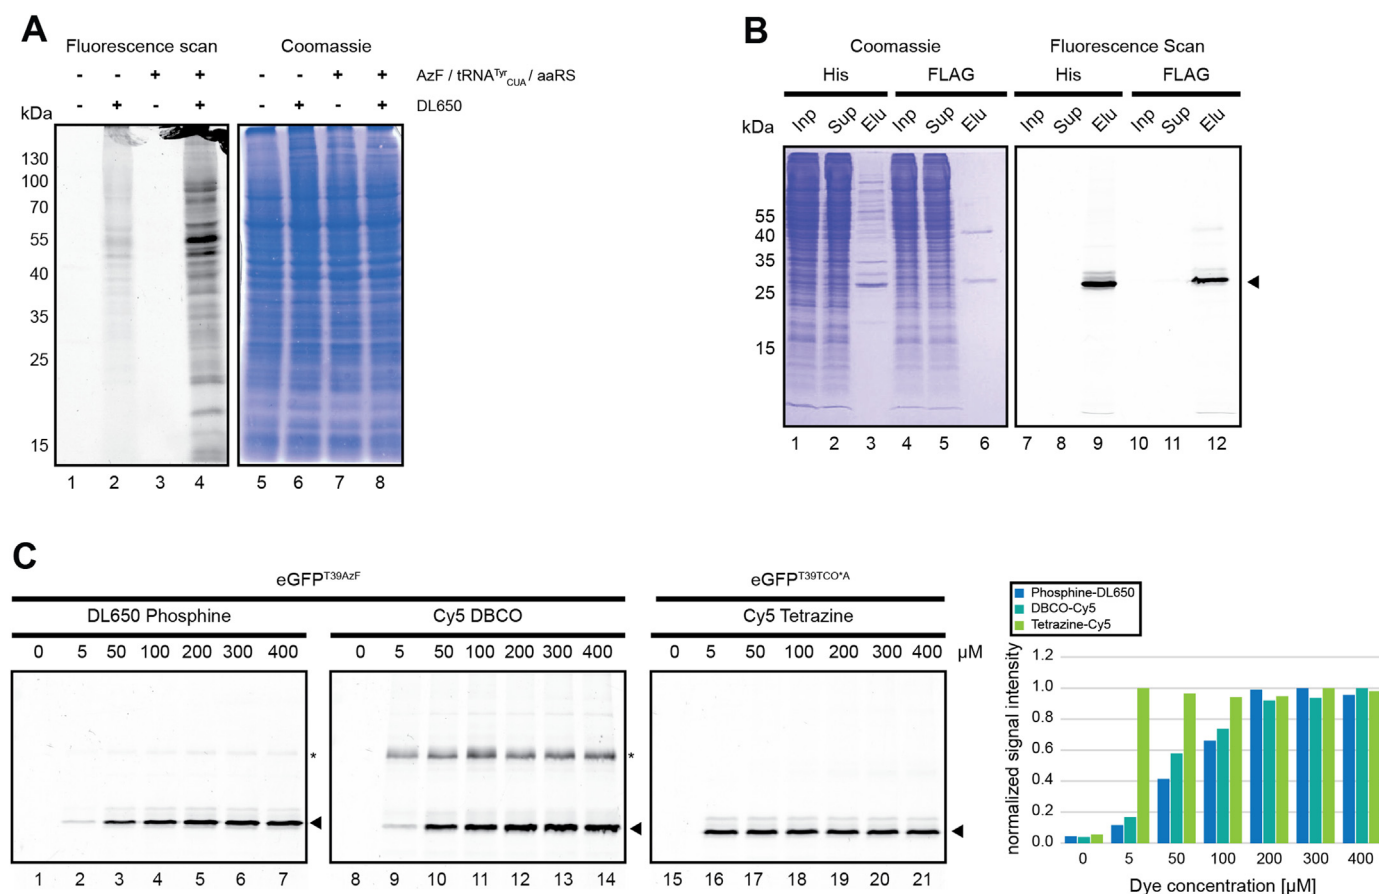 A
Fluorescence scan Coomassie
- - + + - - + + AzF / tRNA^Tyr_CUA / aaRS
- + - + - + - + DL650
kDa
130
100
70
55
40
35
25
15
1 2 3 4 5 6 7 8
B
Coomassie Fluorescence Scan
His FLAG His FLAG
kDa Inp Sup Elu Inp Sup Elu Inp Sup Elu Inp Sup Elu
55
40
35
25
15
1 2 3 4 5 6 7 8 9 10 11 12
C
eGFP^T39AzF eGFP^T39TCO*A
DL650 Phosphine Cy5 DBCO Cy5 Tetrazine
0 5 50 100 200 300 400 0 5 50 100 200 300 400 0 5 50 100 200 300 400 µM
* *
1 2 3 4 5 6 7 8 9 10 11 12 13 14 15 16 17 18 19 20 21
Phosphine-DL650
DBCO-Cy5
Tetrazine-Cy5
normalized signal intensity
1.2
1.0
0.8
0.6
0.4
0.2
0.0
0 5 50 100 200 300 400
Dye concentration [µM]